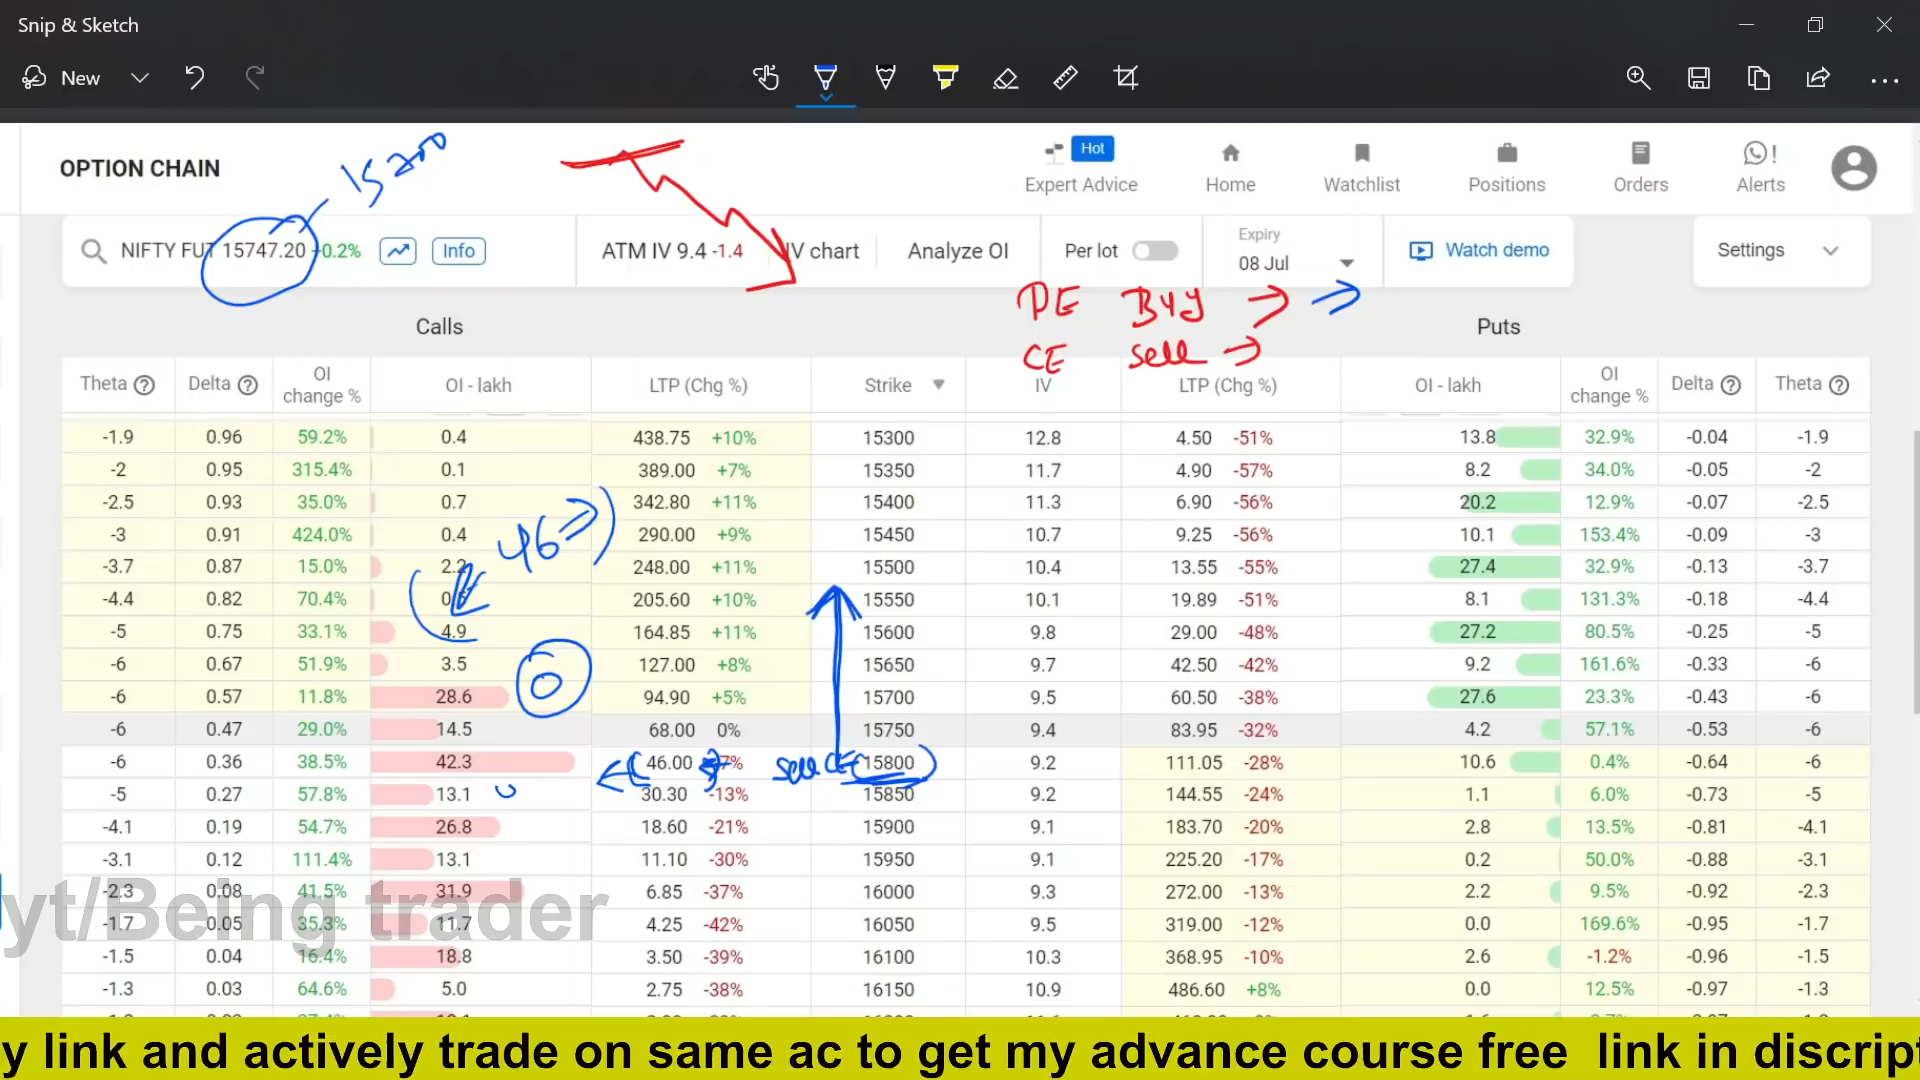 Snip & Sketch
New
OPTION CHAIN
Hot
Expert Advice
Home
Watchlist
Positions
Orders
Alerts
15200
NIFTY FUT 15747.20 +0.2%
Info
ATM IV 9.4 -1.4
IV chart
Analyze OI
Per lot
Expiry
08 Jul
Watch demo
Settings
PE BUY
CE sell
Calls
Puts
Theta Delta OI change % OI - lakh LTP (Chg %) Strike IV LTP (Chg %) OI - lakh OI change % Delta Theta
-1.9 0.96 59.2% 0.4 438.75 +10% 15300 12.8 4.50 -51% 13.8 32.9% -0.04 -1.9
-2 0.95 315.4% 0.1 389.00 +7% 15350 11.7 4.90 -57% 8.2 34.0% -0.05 -2
-2.5 0.93 35.0% 0.7 342.80 +11% 15400 11.3 6.90 -56% 20.2 12.9% -0.07 -2.5
-3 0.91 424.0% 0.4 290.00 +9% 15450 10.7 9.25 -56% 10.1 153.4% -0.09 -3
46
-3.7 0.87 15.0% 2.2 248.00 +11% 15500 10.4 13.55 -55% 27.4 32.9% -0.13 -3.7
-4.4 0.82 70.4% 205.60 +10% 15550 10.1 19.89 -51% 8.1 131.3% -0.18 -4.4
-5 0.75 33.1% 4.9 164.85 +11% 15600 9.8 29.00 -48% 27.2 80.5% -0.25 -5
-6 0.67 51.9% 3.5 127.00 +8% 15650 9.7 42.50 -42% 9.2 161.6% -0.33 -6
0
-6 0.57 11.8% 28.6 94.90 +5% 15700 9.5 60.50 -38% 27.6 23.3% -0.43 -6
-6 0.47 29.0% 14.5 68.00 0% 15750 9.4 83.95 -32% 4.2 57.1% -0.53 -6
-6 0.36 38.5% 42.3 46.00 sell CE 15800 9.2 111.05 -28% 10.6 0.4% -0.64 -6
-5 0.27 57.8% 13.1 30.30 -13% 15850 9.2 144.55 -24% 1.1 6.0% -0.73 -5
-4.1 0.19 54.7% 26.8 18.60 -21% 15900 9.1 183.70 -20% 2.8 13.5% -0.81 -4.1
-3.1 0.12 111.4% 13.1 11.10 -30% 15950 9.1 225.20 -17% 0.2 50.0% -0.88 -3.1
-2.3 0.08 41.5% 31.9 6.85 -37% 16000 9.3 272.00 -13% 2.2 9.5% -0.92 -2.3
yt/Being trader
-1.7 0.05 35.3% 11.7 4.25 -42% 16050 9.5 319.00 -12% 0.0 169.6% -0.95 -1.7
-1.5 0.04 16.4% 18.8 3.50 -39% 16100 10.3 368.95 -10% 2.6 -1.2% -0.96 -1.5
-1.3 0.03 64.6% 5.0 2.75 -38% 16150 10.9 486.60 +8% 0.0 12.5% -0.97 -1.3
y link and actively trade on same ac to get my advance course free link in discript